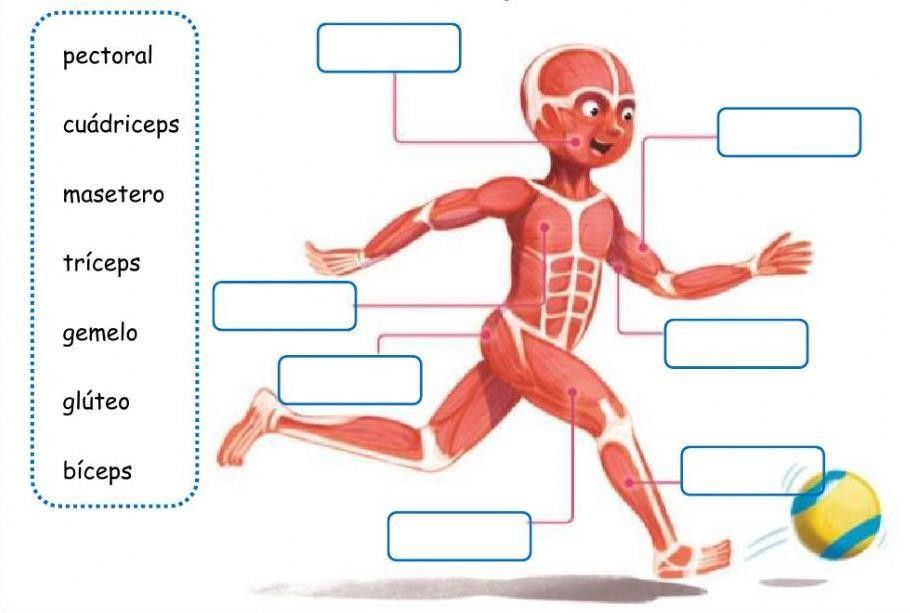 pectoral
cuádriceps
masetero
tríceps
gemelo
glúteo
bíceps